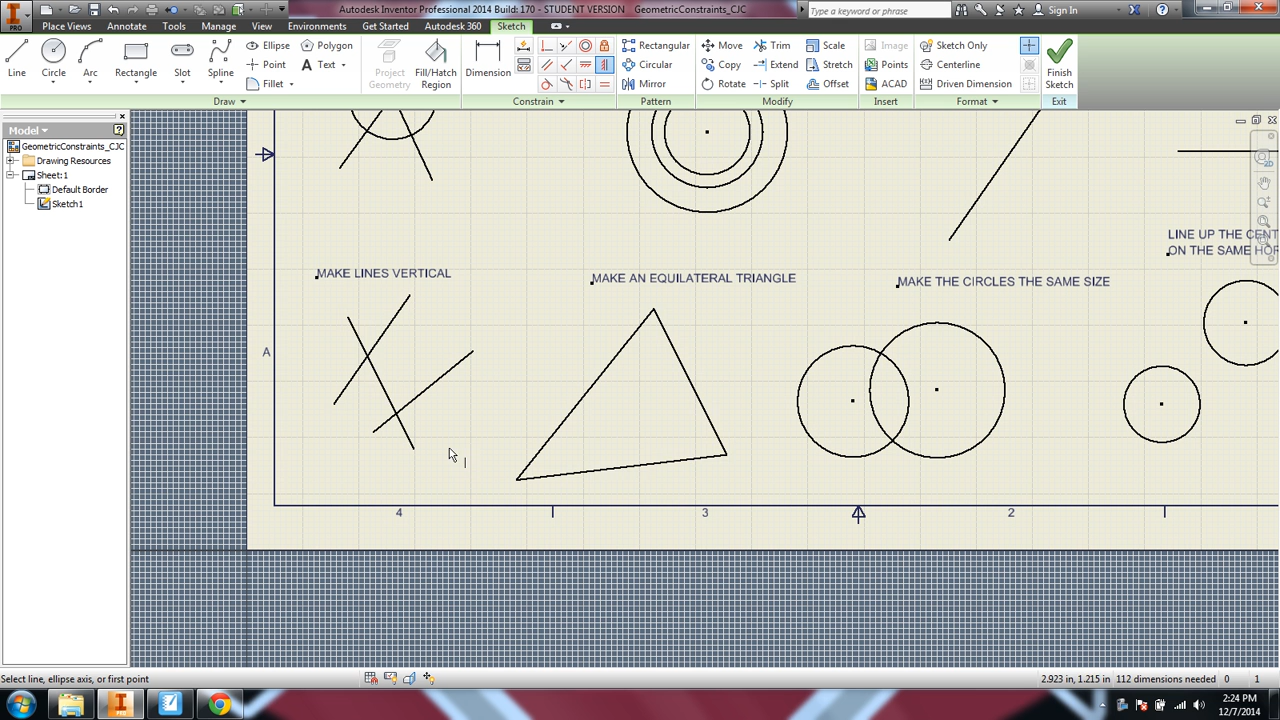 PRO
Autodesk Inventor Professional 2014 Build: 170 - STUDENT VERSION GeometricConstraints_CJC
Type a keyword or phrase
Sign In
Place Views
Annotate
Tools
Manage
View
Environments
Get Started
Autodesk 360
Sketch
Line
Circle
Arc
Rectangle
Slot
Spline
Ellipse
Polygon
Point
Text
Fillet
Project Geometry
Fill/Hatch Region
Dimension
Rectangular
Circular
Mirror
Move
Trim
Scale
Copy
Extend
Stretch
Rotate
Split
Offset
Image
Points
ACAD
Sketch Only
Centerline
Driven Dimension
Finish Sketch
Draw
Constrain
Pattern
Modify
Insert
Format
Exit
Model
GeometricConstraints_CJC
Drawing Resources
Sheet:1
Default Border
Sketch1
LINE UP THE CENT
ON THE SAME HOR
MAKE LINES VERTICAL
MAKE AN EQUILATERAL TRIANGLE
MAKE THE CIRCLES THE SAME SIZE
A
4
3
2
Select line, ellipse axis, or first point
2.923 in, 1.215 in 112 dimensions needed 0 1
2:24 PM
12/7/2014